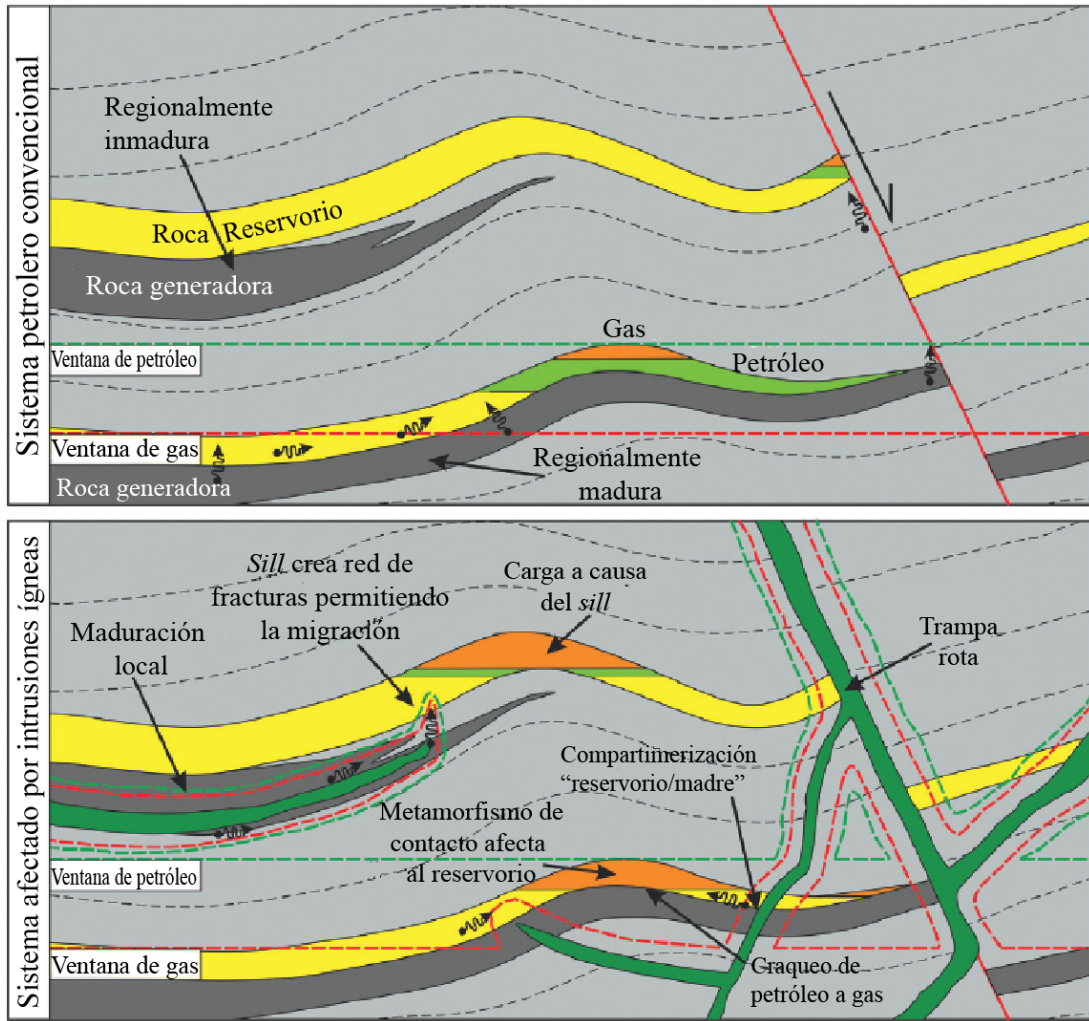 Sistema petrolero convencional
Regionalmente
inmadura
Roca Reservorio
Roca generadora
Gas
Ventana de petróleo
Petróleo
Ventana de gas
Regionalmente
madura
Roca generadora
Sistema afectado por intrusiones ígneas
Sill crea red de
fracturas permitiendo
la migración
Carga a causa
del sill
Maduración
local
Trampa
rota
Compartimerización
“reservorio/madre”
Metamorfismo de
contacto afecta
al reservorio
Ventana de petróleo
Ventana de gas
Graqueo de
petróleo a gas